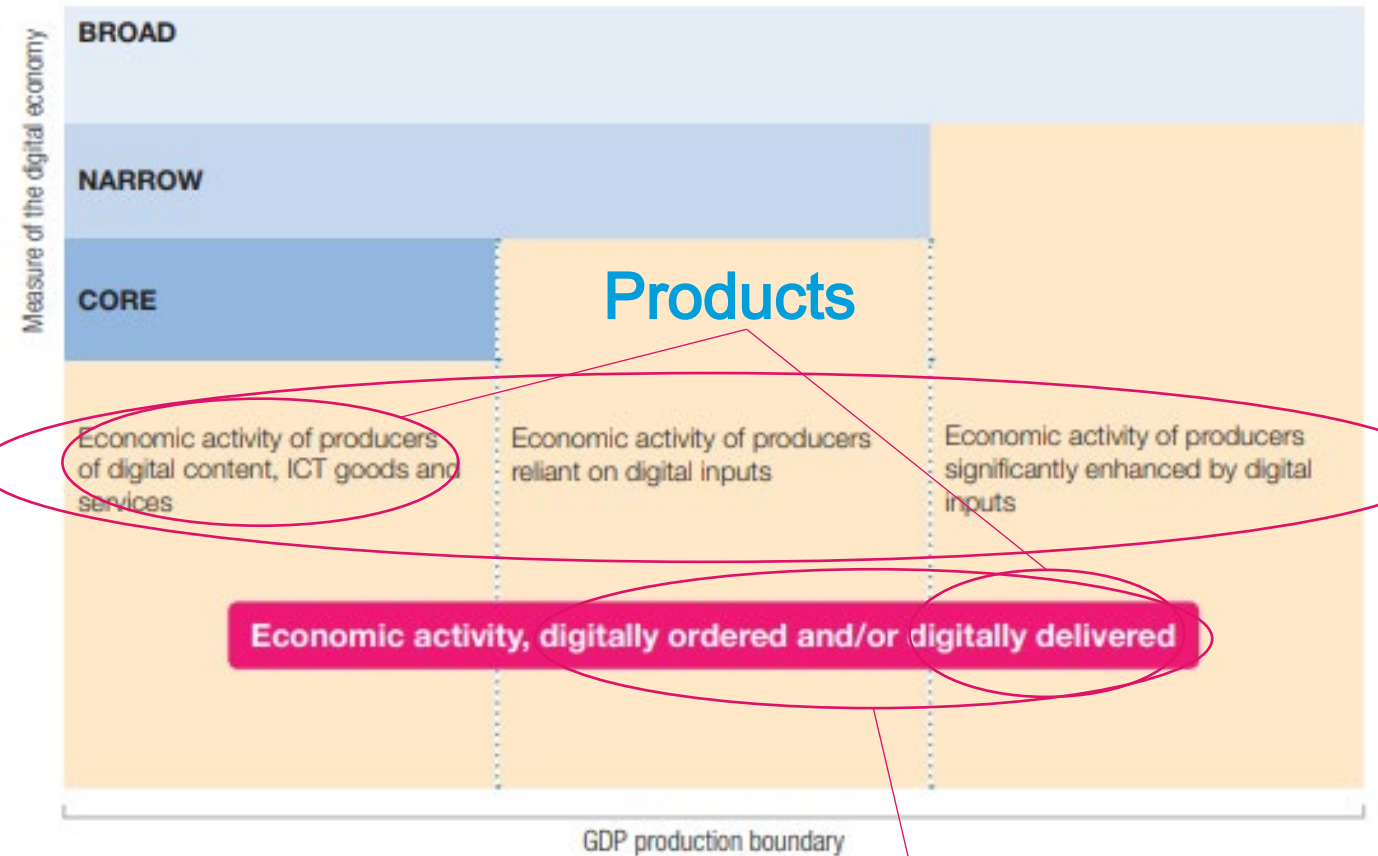 Measure of the digital economy
BROAD
NARROW
CORE
Products
Economic activity of producers
of digital content, ICT goods and
services
Economic activity of producers
reliant on digital inputs
Economic activity of producers
significantly enhanced by digital
inputs
Economic activity, digitally ordered and/or digitally delivered
GDP production boundary